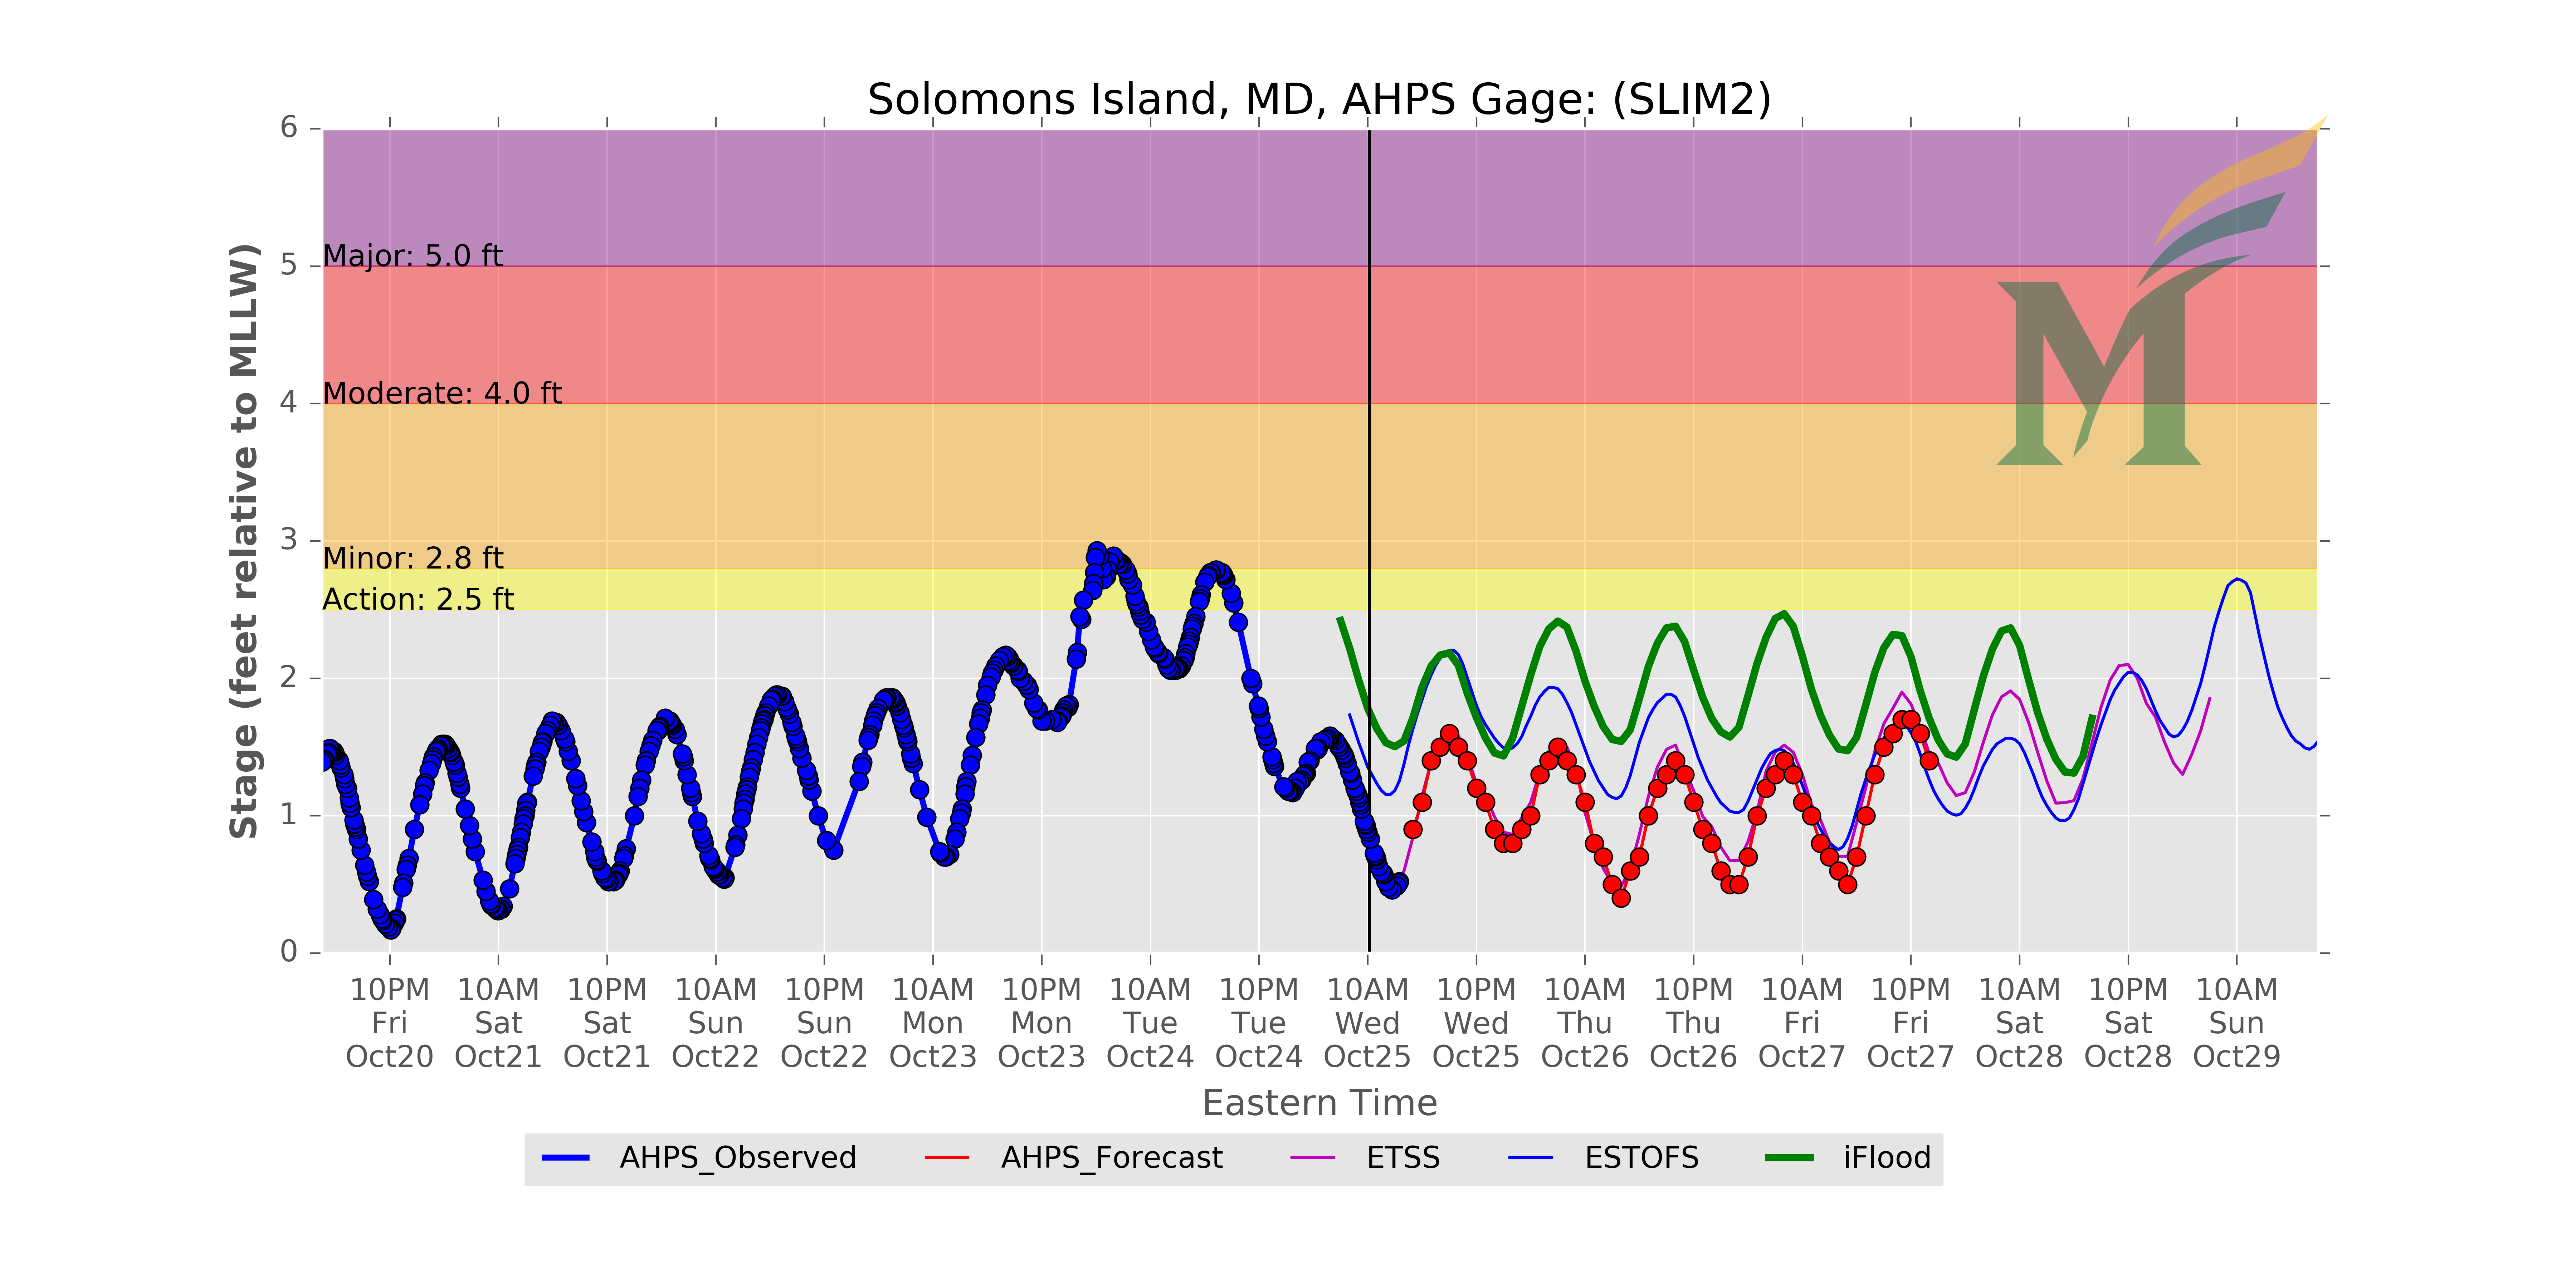 Solomons Island, MD, AHPS Gage: (SLIM2)
Stage (feet relative to MLLW)
6
5
4
3
2
1
0
Major: 5.0 ft
Moderate: 4.0 ft
Minor: 2.8 ft
Action: 2.5 ft
10PM 10AM 10PM 10AM 10PM 10AM 10PM 10AM 10PM 10AM 10PM 10AM 10PM 10AM 10PM 10AM 10PM 10AM
Fri Sat Sat Sun Sun Mon Mon Tue Tue Wed Wed Thu Thu Fri Fri Sat Sat Sun
Oct20 Oct21 Oct21 Oct22 Oct22 Oct23 Oct23 Oct24 Oct24 Oct25 Oct25 Oct26 Oct26 Oct27 Oct27 Oct28 Oct28 Oct29
Eastern Time
AHPS_Observed AHPS_Forecast ETSS ESTOFS iFlood